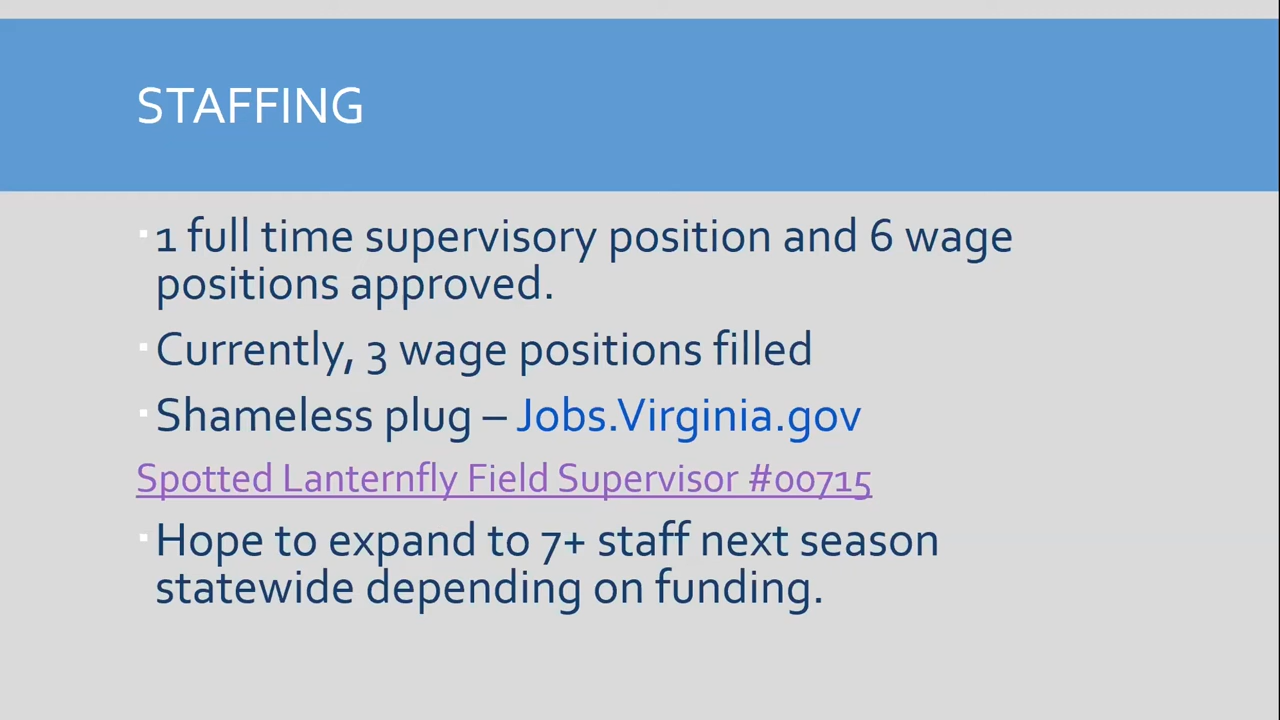 STAFFING
1 full time supervisory position and 6 wage
positions approved.
Currently, 3 wage positions filled
Shameless plug – Jobs.Virginia.gov
Spotted Lanternfly Field Supervisor #00715
Hope to expand to 7+ staff next season
statewide depending on funding.